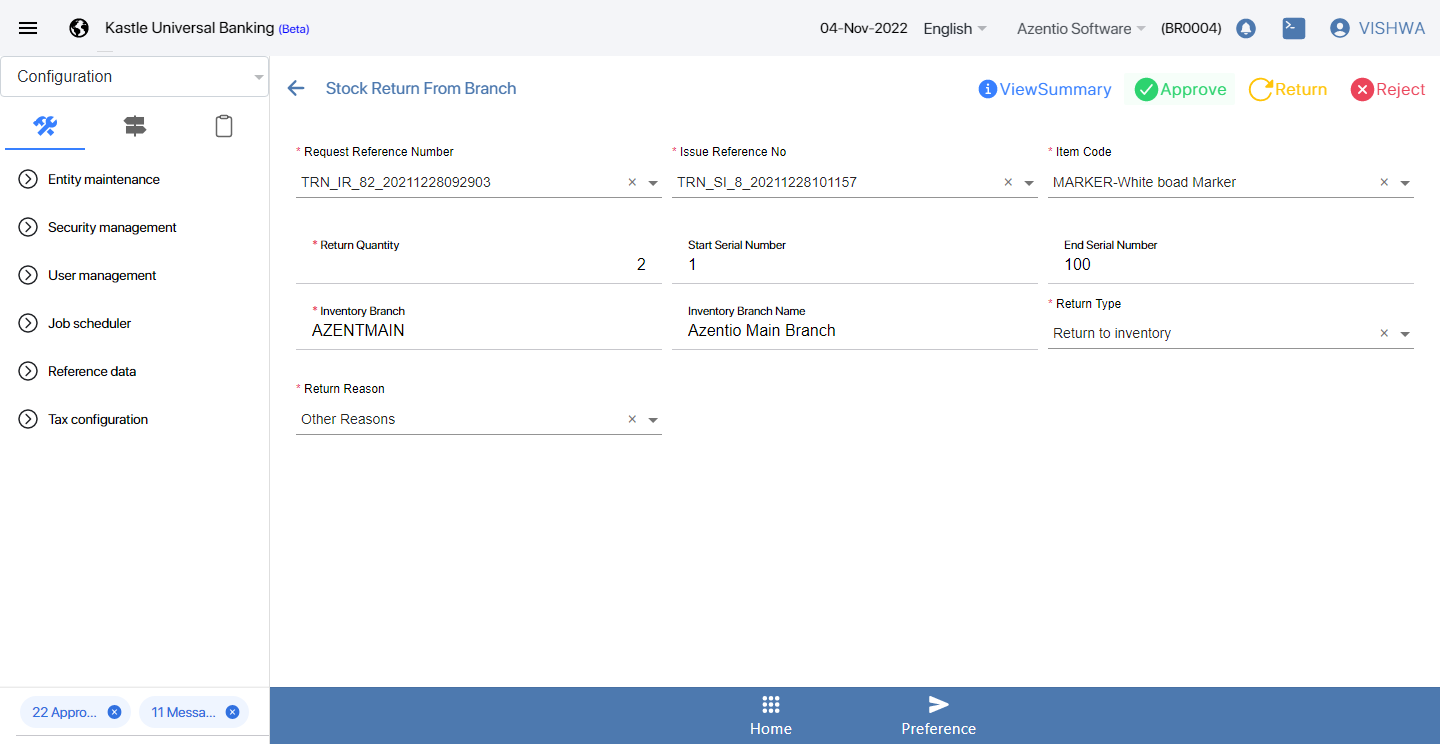 Kastle Universal Banking (Beta)
04-Nov-2022 English Azentio Software (BR0004) VISHWA
Configuration
Stock Return From Branch
ViewSummary Approve Return Reject
Entity maintenance
Security management
User management
Job scheduler
Reference data
Tax configuration
* Request Reference Number * Issue Reference No * Item Code
TRN_IR_82_20211228092903 × TRN_SI_8_20211228101157 × MARKER-White boad Marker ×
* Return Quantity Start Serial Number End Serial Number
2 1 100
* Inventory Branch Inventory Branch Name * Return Type
AZENTMAIN Azentio Main Branch Return to inventory ×
* Return Reason
Other Reasons ×
22 Appro... 11 Messa...
Home Preference